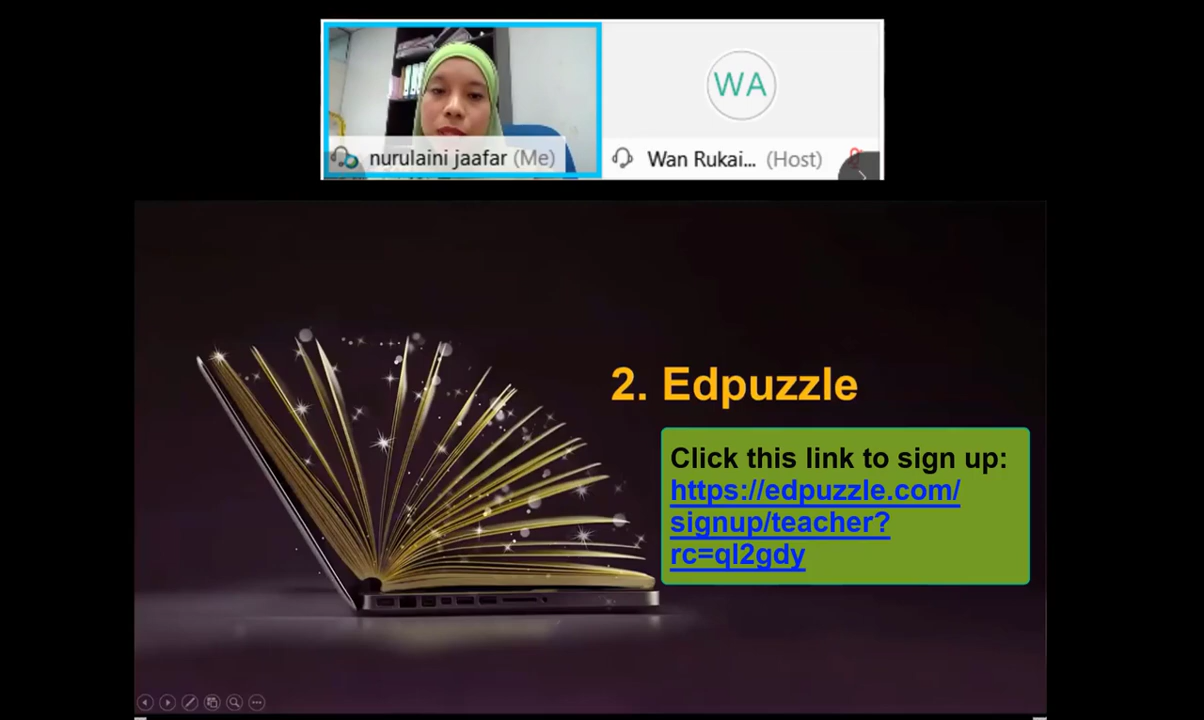 WA
nurulaini jaafar (Me)
Wan Rukai... (Host)
2. Edpuzzle
Click this link to sign up:
https://edpuzzle.com/
signup/teacher?
rc=ql2gdy